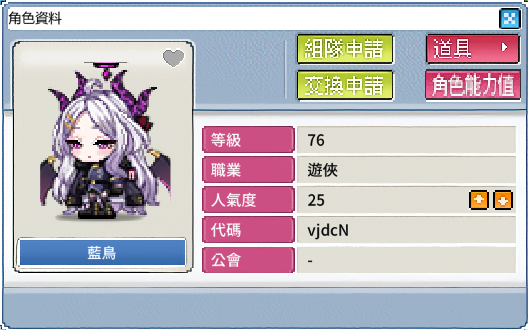 角色資料
組隊申請
道具
交換申請
角色能力值
等級 76
職業 遊俠
人氣度 25
代碼 vjdcN
公會 -
藍鳥